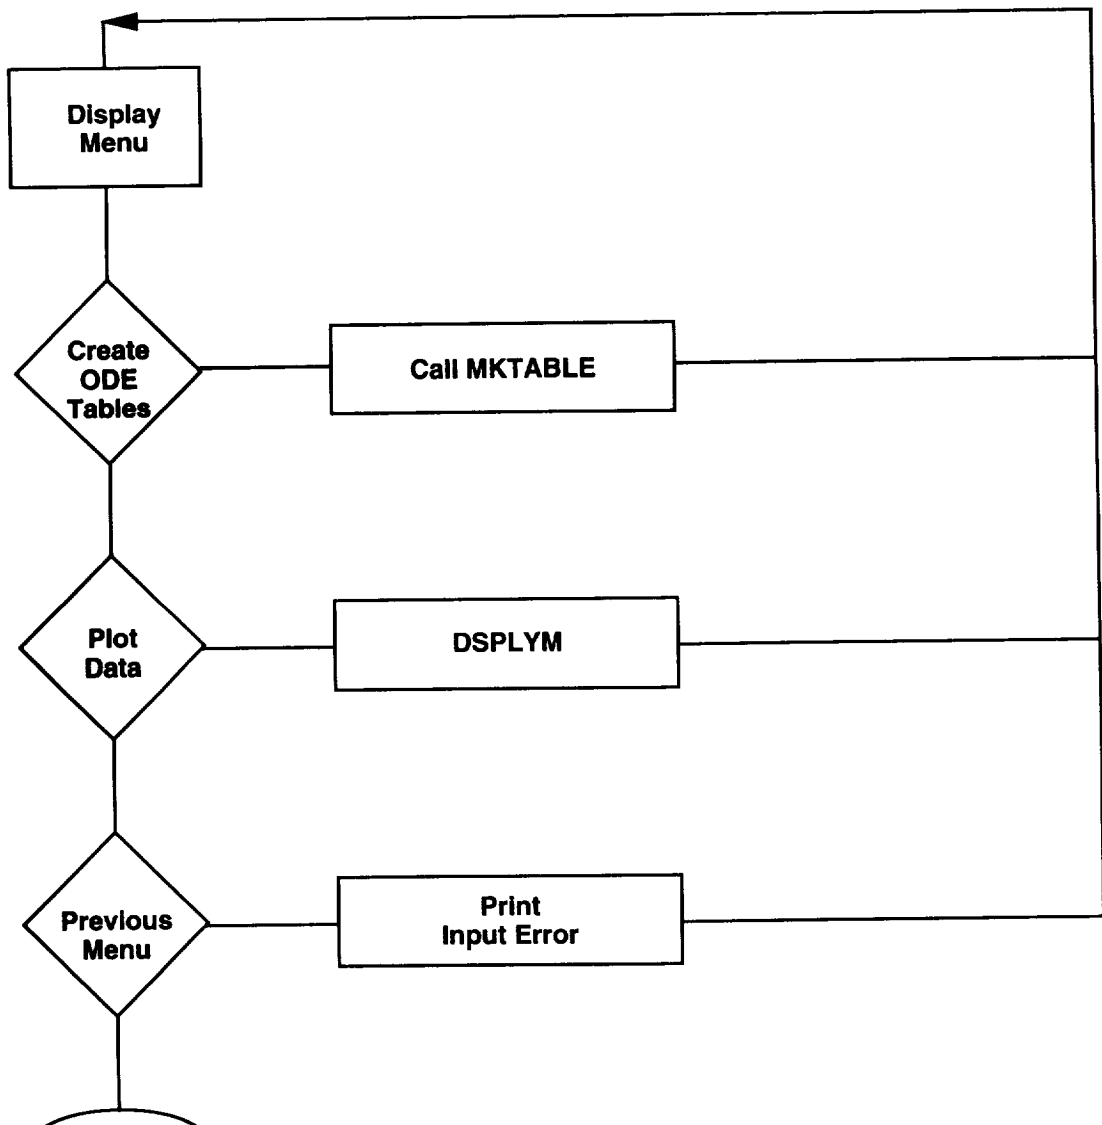 Display
Menu
Create
ODE
Tables
Call MKTABLE
Plot
Data
DSPLYM
Previous
Menu
Print
Input Error